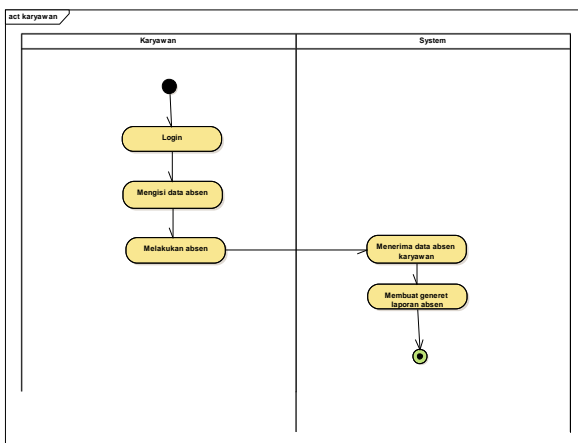 act karyawan
Karyawan
System
Login
Mengisi data absen
Melakukan absen
Menerima data absen
karyawan
Membuat generet
laporan absen